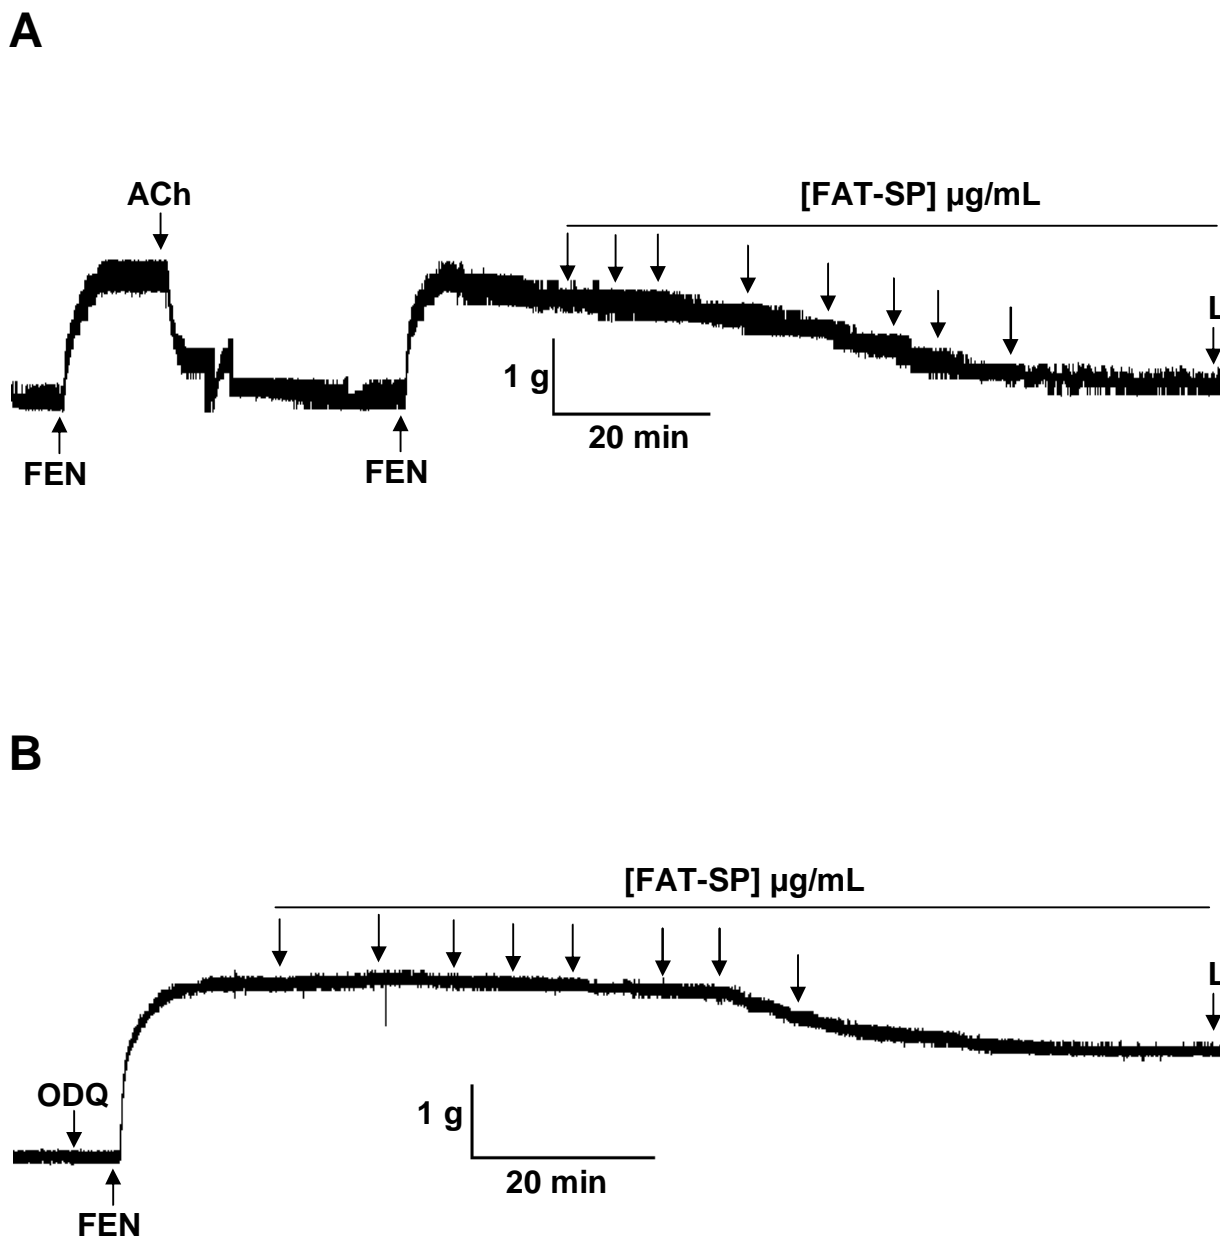 A
ACh
[FAT-SP] µg/mL
L
1 g
20 min
FEN
FEN
B
[FAT-SP] µg/mL
L
ODQ
1 g
20 min
FEN